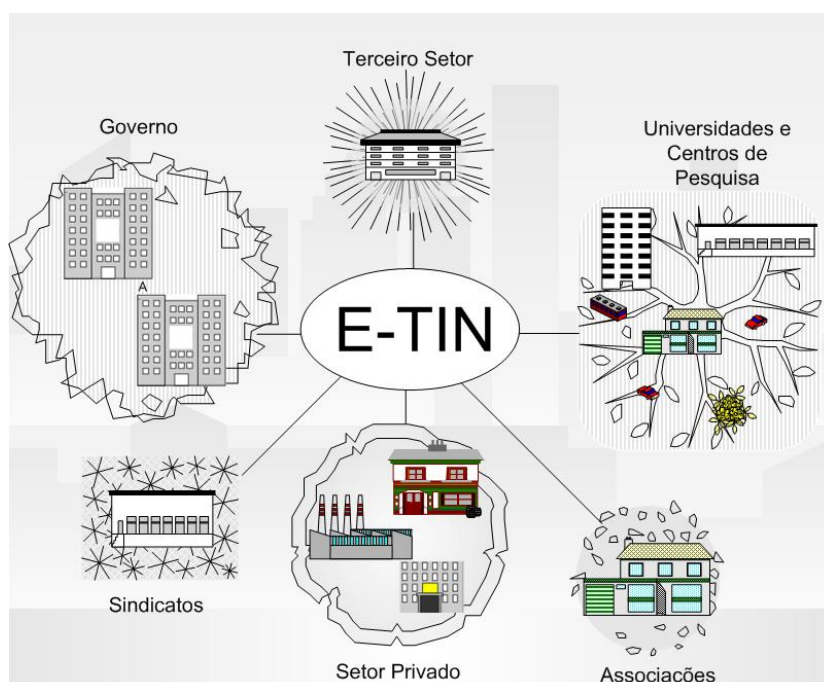 Terceiro Setor
Governo
Universidades e
Centros de
Pesquisa
A
E-TIN
Sindicatos
Setor Privado
Associações